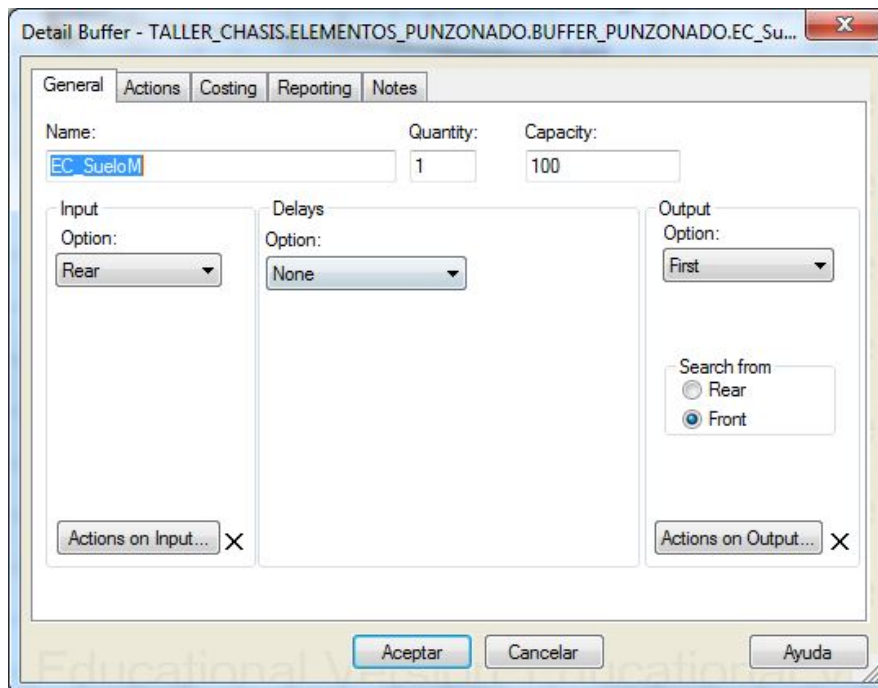 Detail Buffer - TALLER_CHASIS.ELEMENTOS_PUNZONADO.BUFFER_PUNZONADO.EC_Su...
General Actions Costing Reporting Notes
Name: Quantity: Capacity:
EC_SueloM 1 100
Input Delays Output
Option: Option: Option:
Rear None First
Search from
Rear
Front
Actions on Input... X Actions on Output... X
Aceptar Cancelar Ayuda
Educational Version Educational V